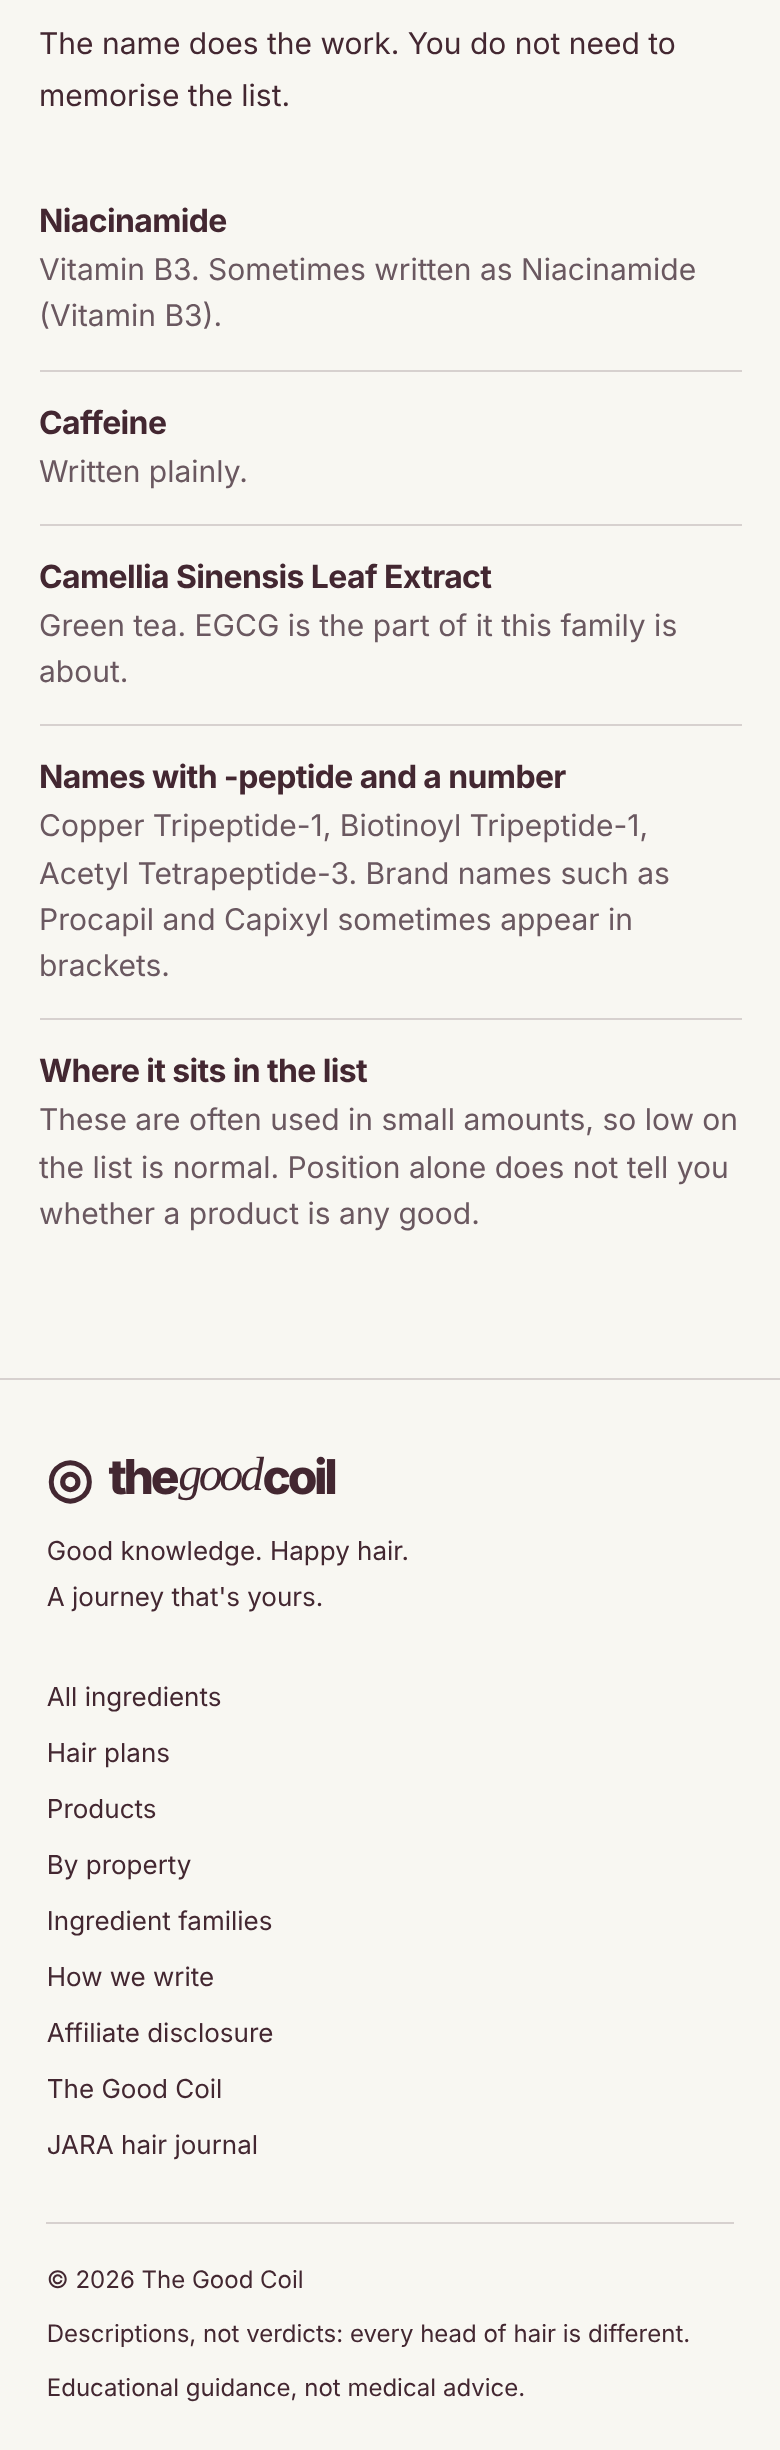 The name does the work. You do not need to
memorise the list.
Niacinamide
Vitamin B3. Sometimes written as Niacinamide
(Vitamin B3).
Caffeine
Written plainly.
Camellia Sinensis Leaf Extract
Green tea. EGCG is the part of it this family is
about.
Names with -peptide and a number
Copper Tripeptide-1, Biotinoyl Tripeptide-1,
Acetyl Tetrapeptide-3. Brand names such as
Procapil and Capixyl sometimes appear in
brackets.
Where it sits in the list
These are often used in small amounts, so low on
the list is normal. Position alone does not tell you
whether a product is any good.
thegoodcoil
Good knowledge. Happy hair.
A journey that's yours.
All ingredients
Hair plans
Products
By property
Ingredient families
How we write
Affiliate disclosure
The Good Coil
JARA hair journal
© 2026 The Good Coil
Descriptions, not verdicts: every head of hair is different.
Educational guidance, not medical advice.